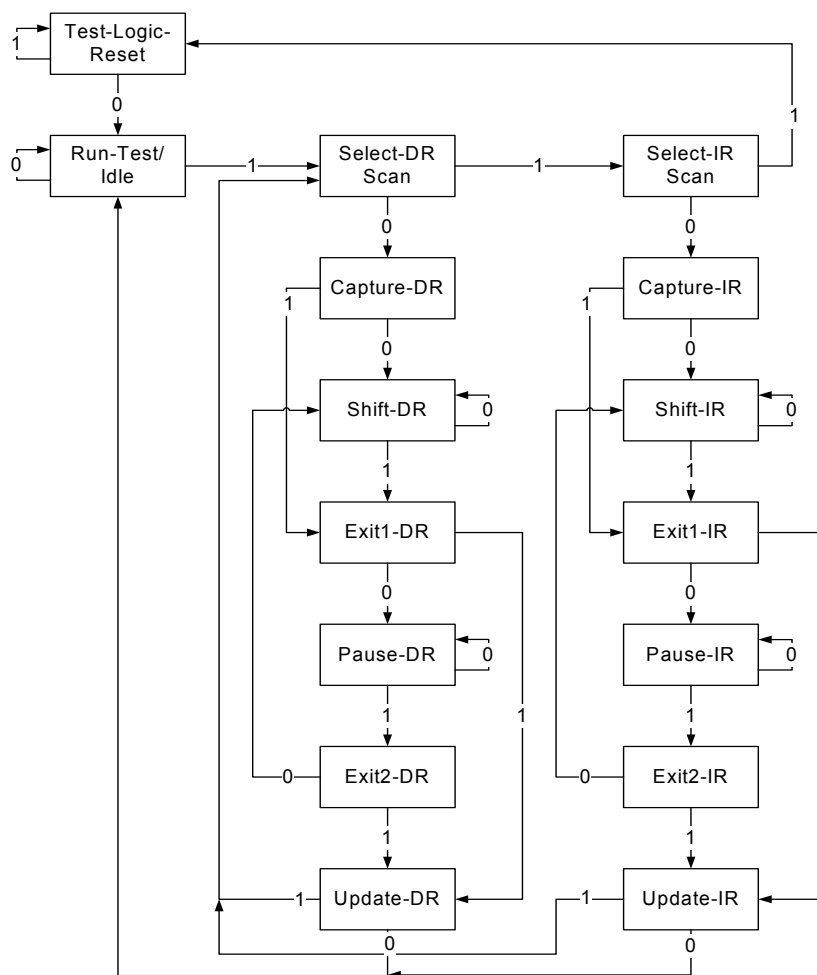 Test-Logic-
Reset
1
0
1
Run-Test/
Idle
0
1
Select-DR
Scan
1
Select-IR
Scan
0
0
Capture-DR
Capture-IR
1
1
0
0
Shift-DR
0
Shift-IR
0
1
1
Exit1-DR
Exit1-IR
0
0
Pause-DR
0
Pause-IR
0
1
1
1
Exit2-DR
0
Exit2-IR
0
1
1
Update-DR
1
Update-IR
1
0
0